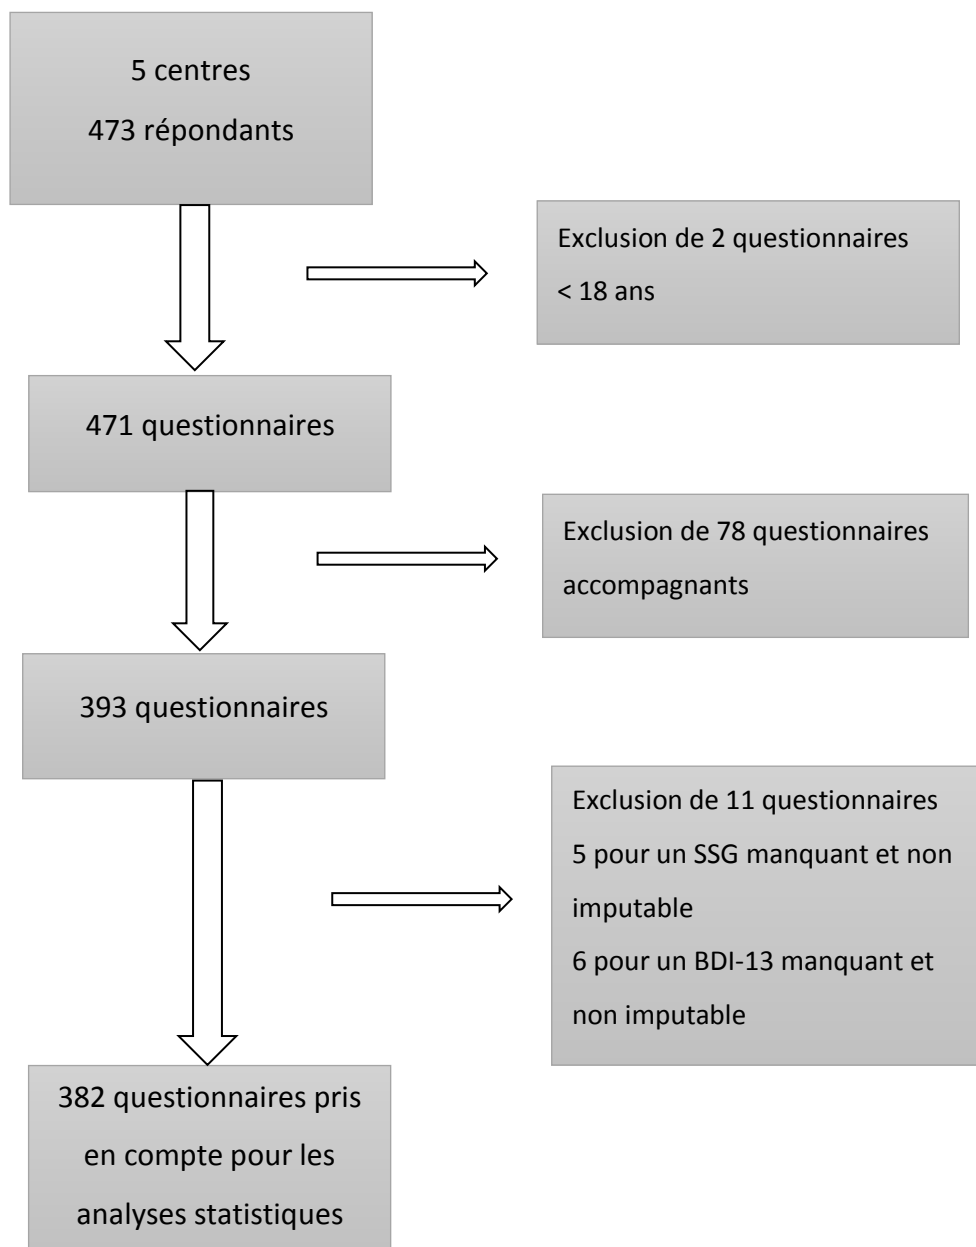 5 centres
473 répondants
Exclusion de 2 questionnaires
< 18 ans
471 questionnaires
Exclusion de 78 questionnaires
accompagnants
393 questionnaires
Exclusion de 11 questionnaires
5 pour un SSG manquant et non
imputable
6 pour un BDI-13 manquant et
non imputable
382 questionnaires pris
en compte pour les
analyses statistiques